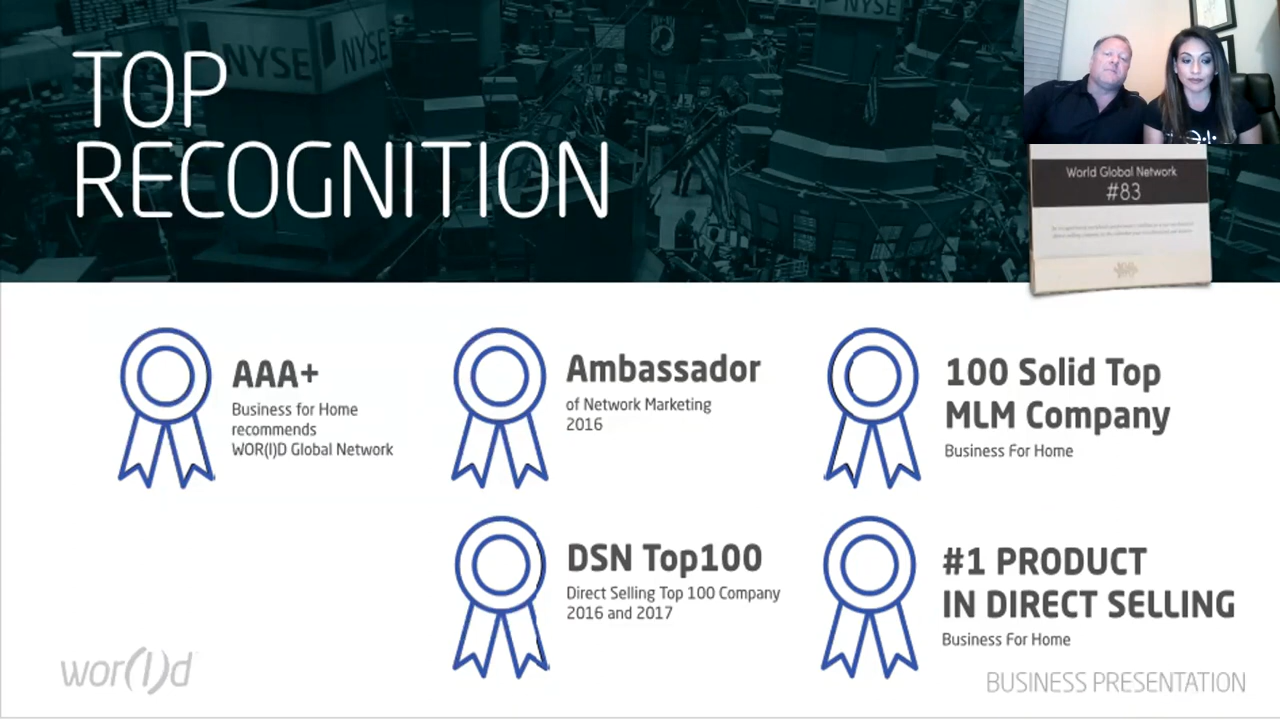 TOP
RECOGNITION
NYSE
NYSE
NYSE
World Global Network
#83
AAA+
Business for Home
recommends
WOR(I)D Global Network
Ambassador
of Network Marketing
2016
100 Solid Top
MLM Company
Business For Home
DSN Top100
Direct Selling Top 100 Company
2016 and 2017
#1 PRODUCT
IN DIRECT SELLING
Business For Home
wor(l)d
BUSINESS PRESENTATION